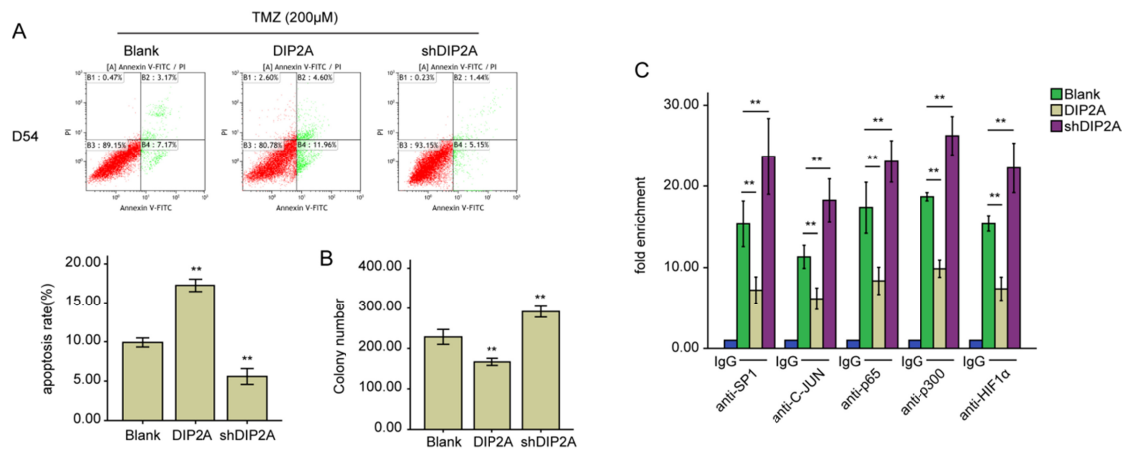 A
TMZ (200μM)
Blank
DIP2A
shDIP2A
D54
[A] Annexin V-FITC / PI
B1 : 0.47%
B2 : 3.17%
B3 : 89.15%
B4 : 7.17%
PI
Annexin V-FITC
[A] Annexin V-FITC / PI
B1 : 2.60%
B2 : 4.60%
B3 : 80.78%
B4 : 11.96%
PI
Annexin V-FITC
[A] Annexin V-FITC / PI
B1 : 0.23%
B2 : 1.44%
B3 : 93.15%
B4 : 5.15%
PI
Annexin V-FITC
apoptosis rate(%)
20.00
15.00
10.00
5.00
0.00
**
**
Blank
DIP2A
shDIP2A
B
Colony number
400.00
300.00
200.00
100.00
0.00
**
**
Blank
DIP2A
shDIP2A
C
Blank
DIP2A
shDIP2A
fold enrichment
30.00
20.00
10.00
0.00
**
**
**
**
**
**
**
**
**
**
IgG
IgG
IgG
IgG
IgG
anti-SP1
anti-C-JUN
anti-p65
anti-p300
anti-HIF1α